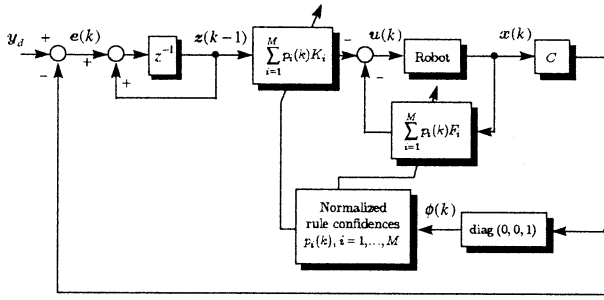 y_d + e(k) + z^{-1} z(k−1) \sum_{i=1}^{M} p_i(k)K_i − u(k) Robot x(k) C
− + −
\sum_{i=1}^{M} p_i(k)F_i
Normalized
rule confidences
p_i(k), i = 1,..., M
ϕ(k)
diag (0, 0, 1)